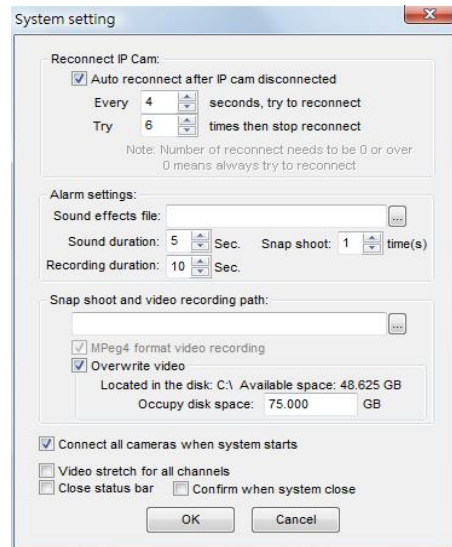 System setting
Reconnect IP Cam:
Auto reconnect after IP cam disconnected
Every 4 seconds, try to reconnect
Try 6 times then stop reconnect
Note: Number of reconnect needs to be 0 or over
0 means always try to reconnect
Alarm settings:
Sound effects file: ...
Sound duration: 5 Sec. Snap shoot: 1 time(s)
Recording duration: 10 Sec.
Snap shoot and video recording path:
...
MPeg4 format video recording
Overwrite video
Located in the disk: C:\ Available space: 48.625 GB
Occupy disk space: 75.000 GB
Connect all cameras when system starts
Video stretch for all channels
Close status bar Confirm when system close
OK Cancel